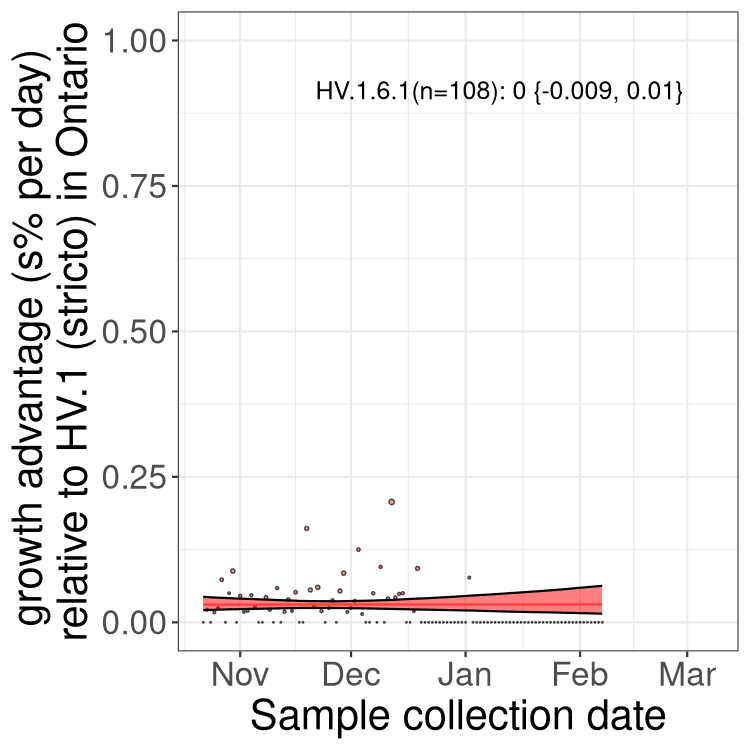 growth advantage (s% per day)
relative to HV.1 (stricto) in Ontario
1.00
0.75
0.50
0.25
0.00
HV.1.6.1(n=108): 0 {-0.009, 0.01}
Nov Dec Jan Feb Mar
Sample collection date